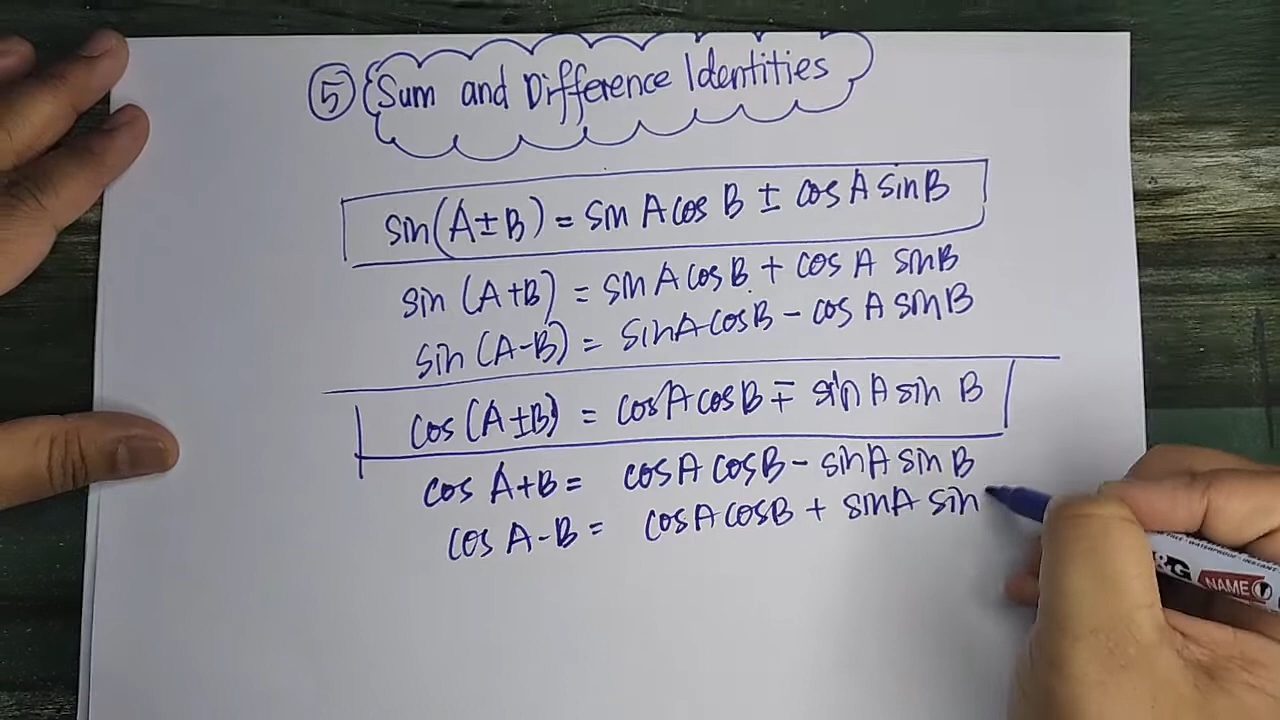 ⑤ Sum and Difference Identities
sin(A±B) = sin A cos B ± cos A sin B
sin (A+B) = sin A cos B + cos A sin B
sin (A-B) = sin A cos B - cos A sin B
cos (A±B) = cos A cos B ∓ sin A sin B
cos A+B = cos A cos B - sin A sin B
cos A-B = cos A cos B + sin A sin
NAME